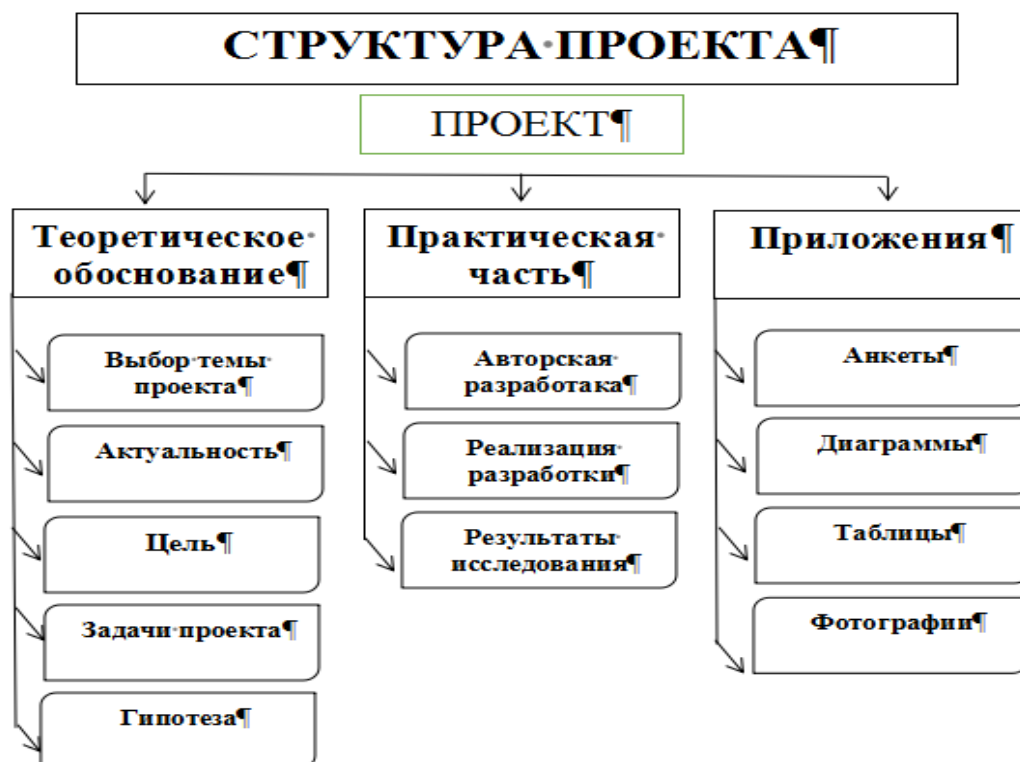 СТРУКТУРА·ПРОЕКТА¶
ПРОЕКТ¶
Теоретическое·
обоснование¶
Выбор·темы·
проекта¶
Актуальность¶
Цель¶
Задачи·проекта¶
Гипотеза¶
Практическая·
часть¶
Авторская·
разработака¶
Реализация·
разработки¶
Результаты·
исследования¶
Приложения¶
Анкеты¶
Диаграммы¶
Таблицы¶
Фотографии¶